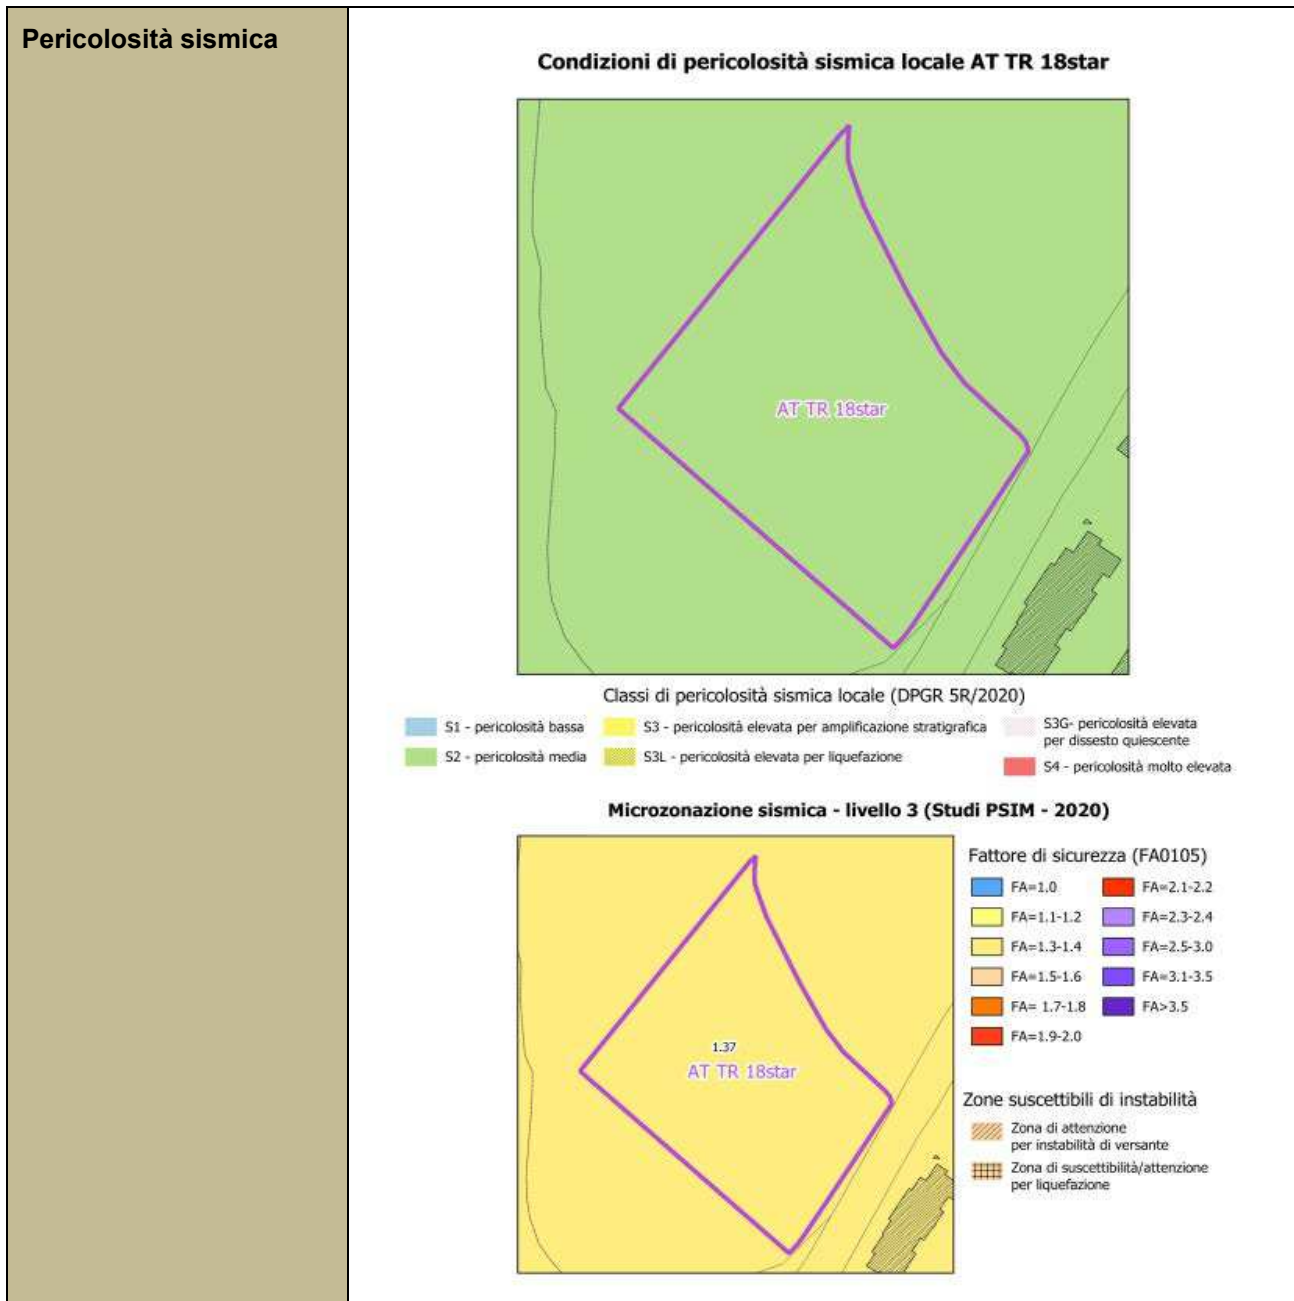 Pericolosità sismica
Condizioni di pericolosità sismica locale AT TR 18star
AT TR 18star
Classi di pericolosità sismica locale (DPGR 5R/2020)
S1 - pericolosità bassa
S2 - pericolosità media
S3 - pericolosità elevata per amplificazione stratigrafica
S3L - pericolosità elevata per liquefazione
S3G- pericolosità elevata
per dissesto quiescente
S4 - pericolosità molto elevata
Microzonazione sismica - livello 3 (Studi PSIM - 2020)
1.37
AT TR 18star
Fattore di sicurezza (FA0105)
FA=1.0
FA=1.1-1.2
FA=1.3-1.4
FA=1.5-1.6
FA= 1.7-1.8
FA=1.9-2.0
FA=2.1-2.2
FA=2.3-2.4
FA=2.5-3.0
FA=3.1-3.5
FA>3.5
Zone suscettibili di instabilità
Zona di attenzione
per instabilità di versante
Zona di suscettibilità/attenzione
per liquefazione